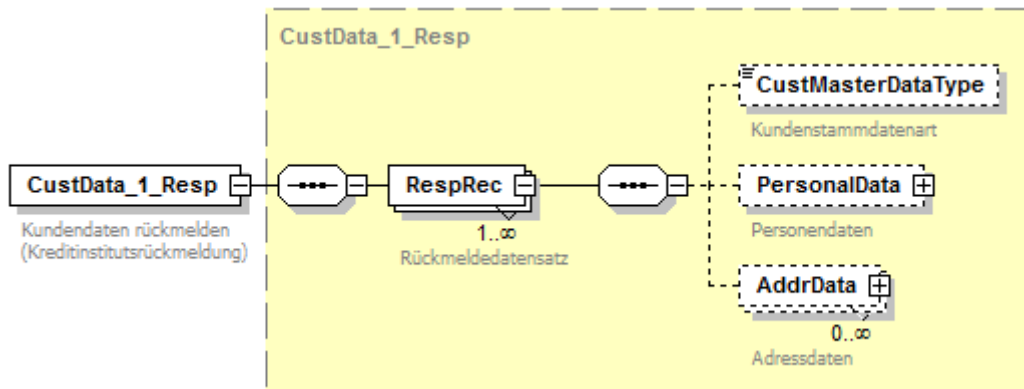 CustData_1_Resp
CustMasterDataType
Kundenstammdatenart
CustData_1_Resp
Kundendaten rückmelden
(Kreditinstitutsrückmeldung)
RespRec
1..∞
Rückmeldedatensatz
PersonalData
Personendaten
AddrData
0..∞
Adressdaten